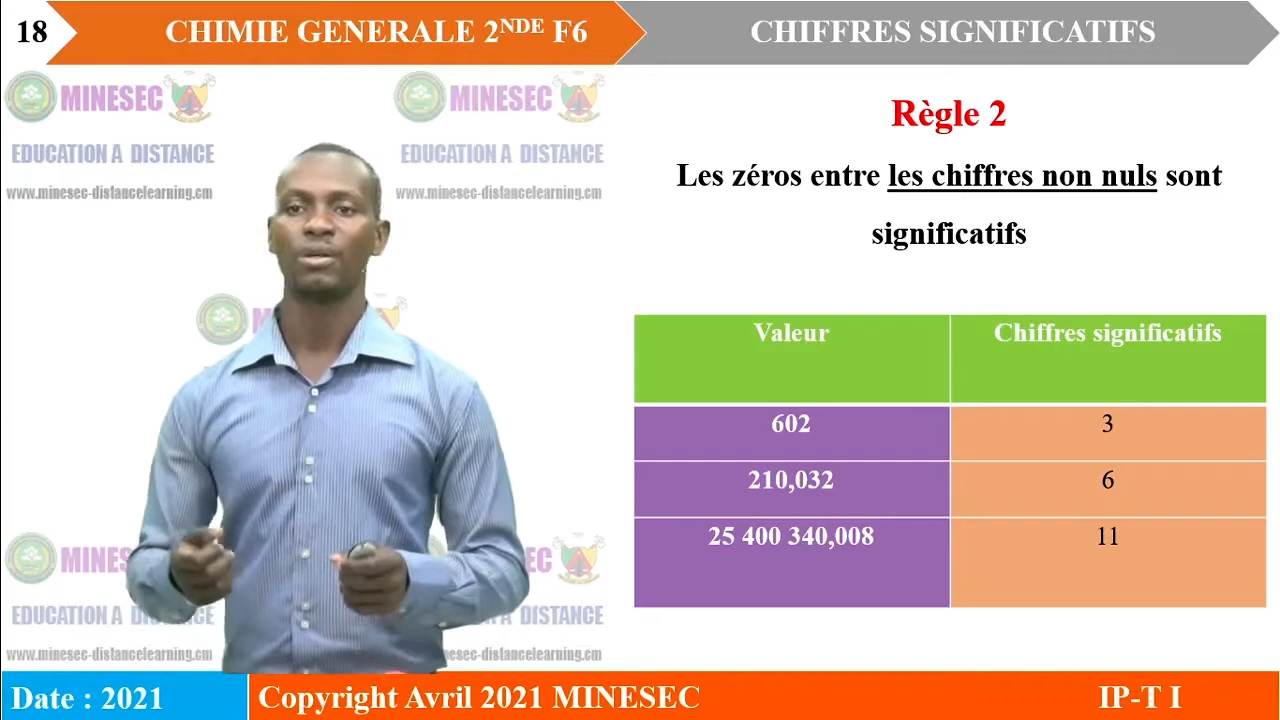 18
CHIMIE GENERALE 2NDE F6
CHIFFRES SIGNIFICATIFS
MINESEC
EDUCATION A DISTANCE
www.minesec-distancelearning.cm
MINESEC
EDUCATION A DISTANCE
www.minesec-distancelearning.cm
Règle 2
Les zéros entre les chiffres non nuls sont
significatifs
Valeur Chiffres significatifs
602 3
210,032 6
25 400 340,008 11
www.minesec-distancelearning.cm
Date : 2021
Copyright Avril 2021 MINESEC
IP-T I